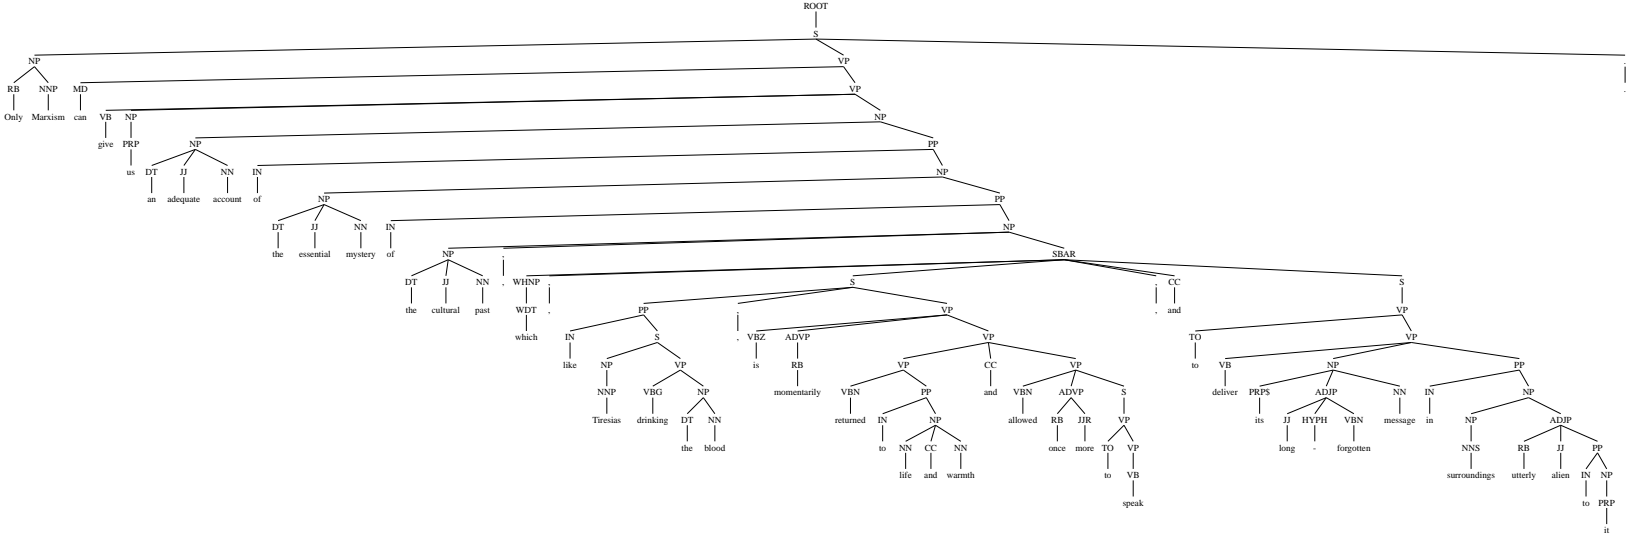 ROOT
S
NP VP .
RB NNP MD VP .
Only Marxism can VB NP NP
give PRP NP PP
us DT JJ NN IN NP
an adequate account of NP PP
DT JJ NN IN NP
the essential mystery of NP , SBAR
DT JJ NN , WHNP , S , CC S
the cultural past WDT , PP , VP , and VP
which IN S , VBZ ADVP VP TO VP
like NP VP is RB VP CC VP to VB NP PP
NNP VBG NP momentarily VBN PP and VBN ADVP S deliver PRP$ ADJP NN IN NP
Tiresias drinking DT NN returned IN NP allowed RB JJR VP its JJ HYPH VBN message in NP ADJP
the blood to NN CC NN once more TO VP long - forgotten NNS RB JJ PP
life and warmth to VB surroundings utterly alien IN NP
speak to PRP
it